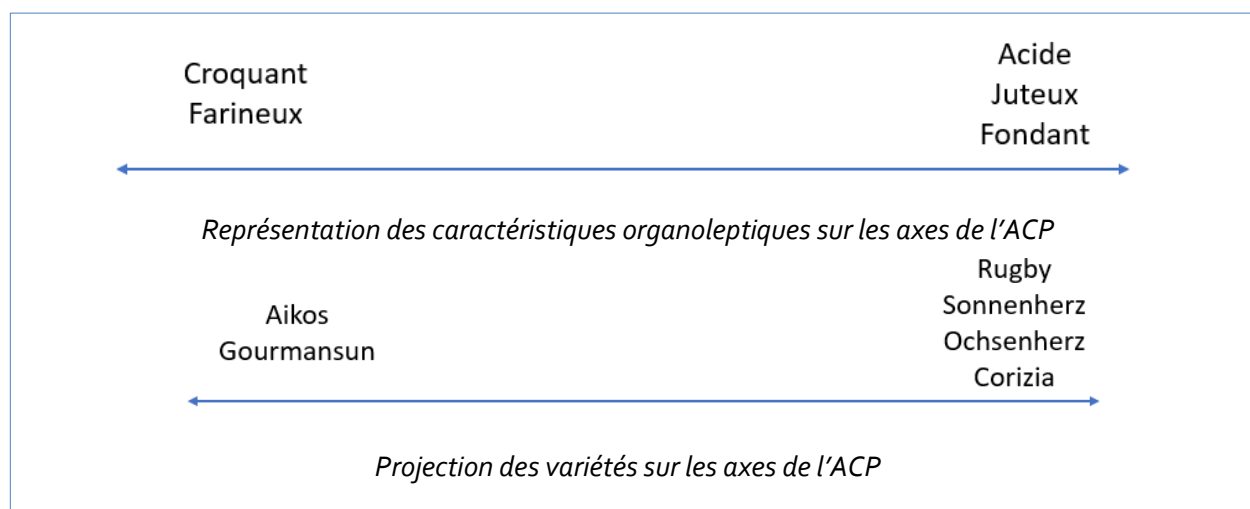 Croquant
Farineux
Acide
Juteux
Fondant
Représentation des caractéristiques organoleptiques sur les axes de l'ACP
Aikos
Gourmansun
Rugby
Sonnenherz
Ochsenherz
Corizia
Projection des variétés sur les axes de l'ACP